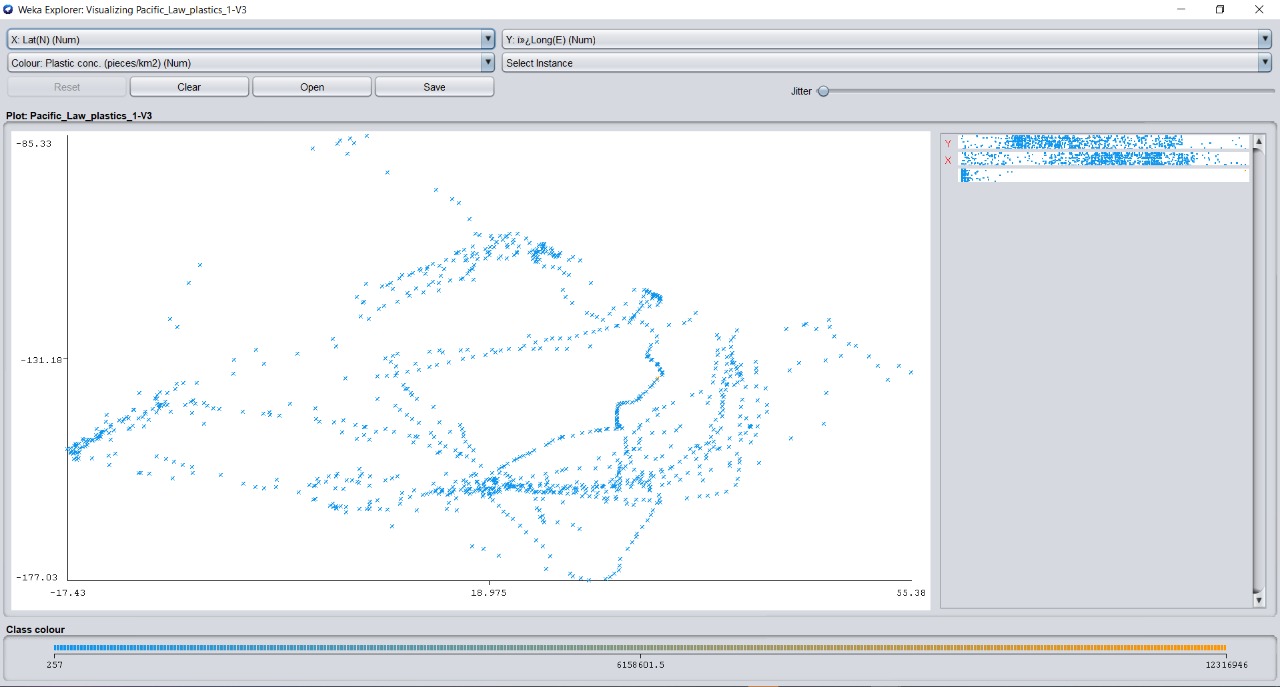 Weka Explorer: Visualizing Pacific_Law_plastics_1-V3
X: Lat(N) (Num)
Y: ï»¿Long(E) (Num)
Colour: Plastic conc. (pieces/km2) (Num)
Select Instance
Reset
Clear
Open
Save
Jitter
Plot: Pacific_Law_plastics_1-V3
-85.33
-131.18
-177.03
-17.43
18.975
55.38
Y
X
Class colour
257
6158601.5
12316946